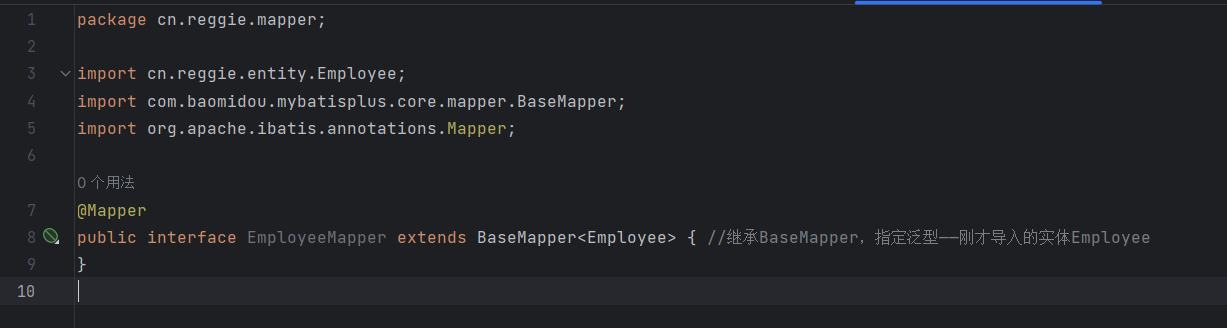 1 package cn.reggie.mapper;
2
3 import cn.reggie.entity.Employee;
4 import com.baomidou.mybatisplus.core.mapper.BaseMapper;
5 import org.apache.ibatis.annotations.Mapper;
6
0 个用法
7 @Mapper
8 public interface EmployeeMapper extends BaseMapper<Employee> { //继承BaseMapper，指定泛型——刚才导入的实体Employee
9 }
10